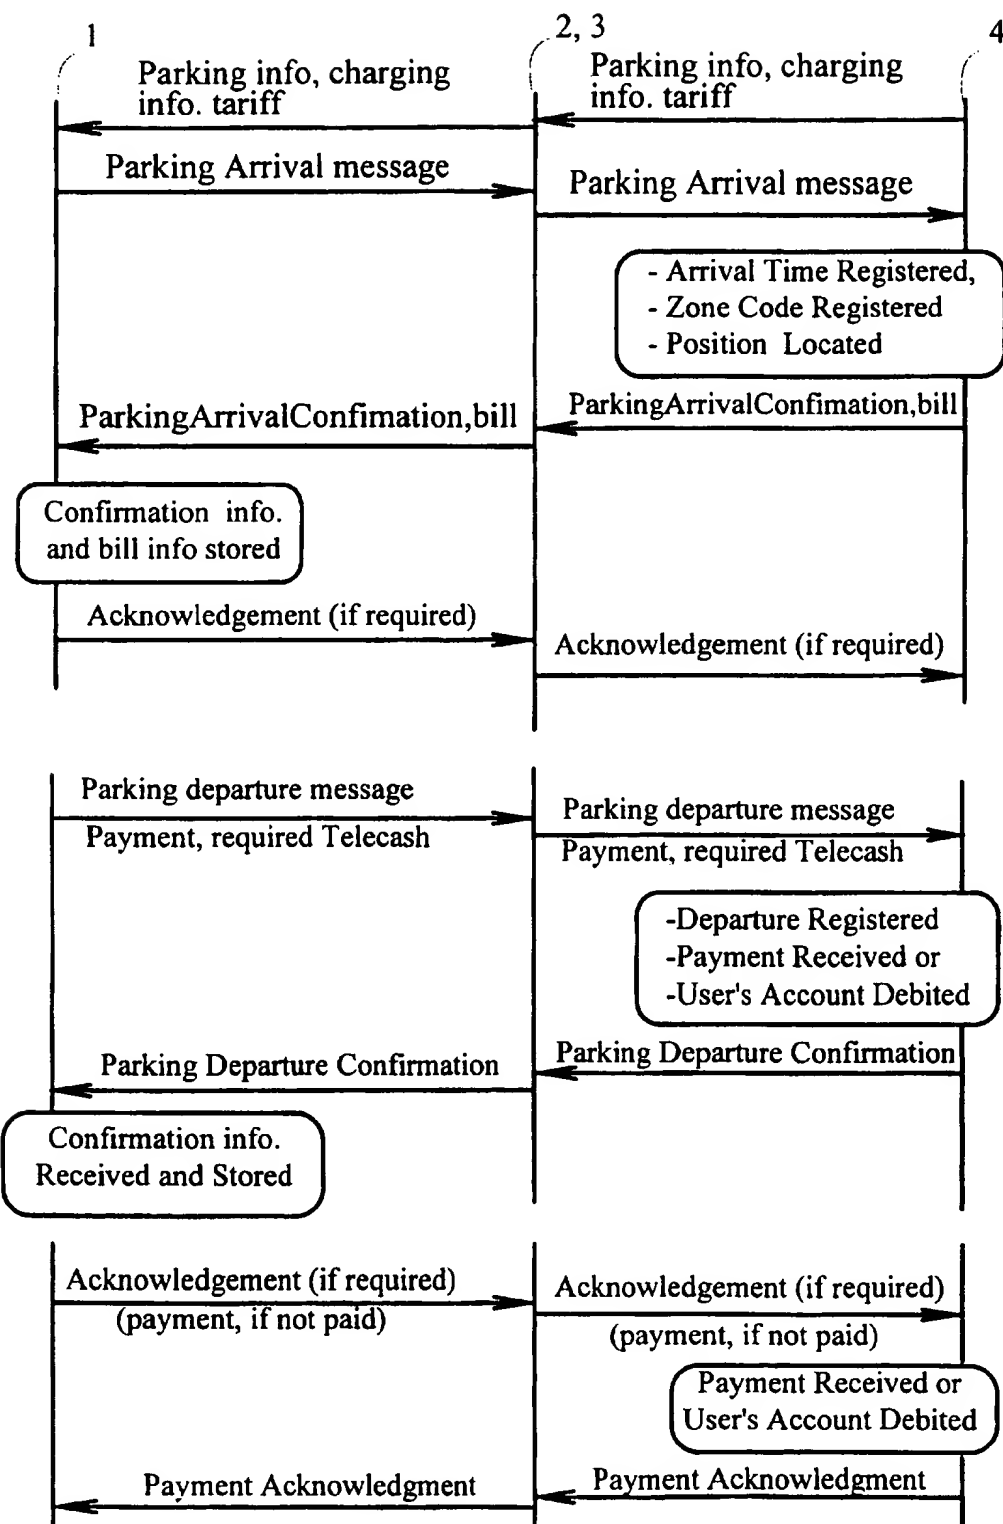 1
2, 3
4
Parking info, charging
info. tariff
Parking info, charging
info. tariff
Parking Arrival message
Parking Arrival message
- Arrival Time Registered,
- Zone Code Registered
- Position Located
ParkingArrivalConfimation,bill
ParkingArrivalConfimation,bill
Confirmation info.
and bill info stored
Acknowledgement (if required)
Acknowledgement (if required)
Parking departure message
Payment, required Telecash
Parking departure message
Payment, required Telecash
-Departure Registered
-Payment Received or
-User's Account Debited
Parking Departure Confirmation
Parking Departure Confirmation
Confirmation info.
Received and Stored
Acknowledgement (if required)
(payment, if not paid)
Acknowledgement (if required)
(payment, if not paid)
Payment Received or
User's Account Debited
Payment Acknowledgment
Payment Acknowledgment